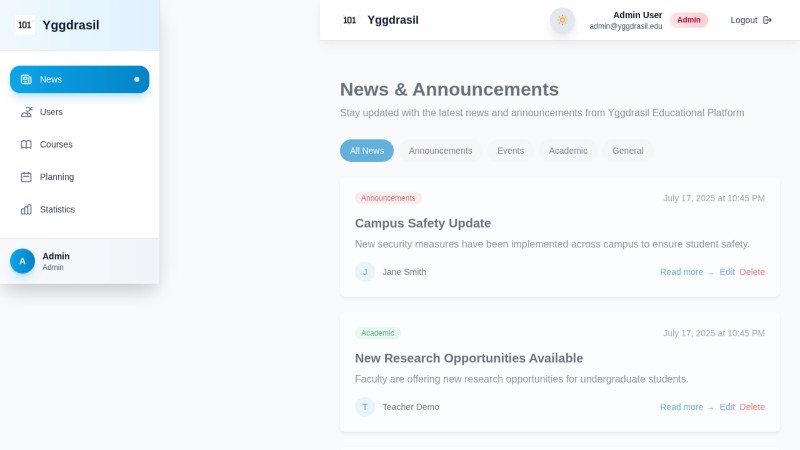 101 Yggdrasil
News
Users
Courses
Planning
Statistics
A
Admin
Admin
101 Yggdrasil
Admin User
admin@yggdrasil.edu
Admin
Logout
News & Announcements
Stay updated with the latest news and announcements from Yggdrasil Educational Platform
All News Announcements Events Academic General
Announcements July 17, 2025 at 10:45 PM
Campus Safety Update
New security measures have been implemented across campus to ensure student safety.
J Jane Smith Read more → Edit Delete
Academic July 17, 2025 at 10:45 PM
New Research Opportunities Available
Faculty are offering new research opportunities for undergraduate students.
T Teacher Demo Read more → Edit Delete